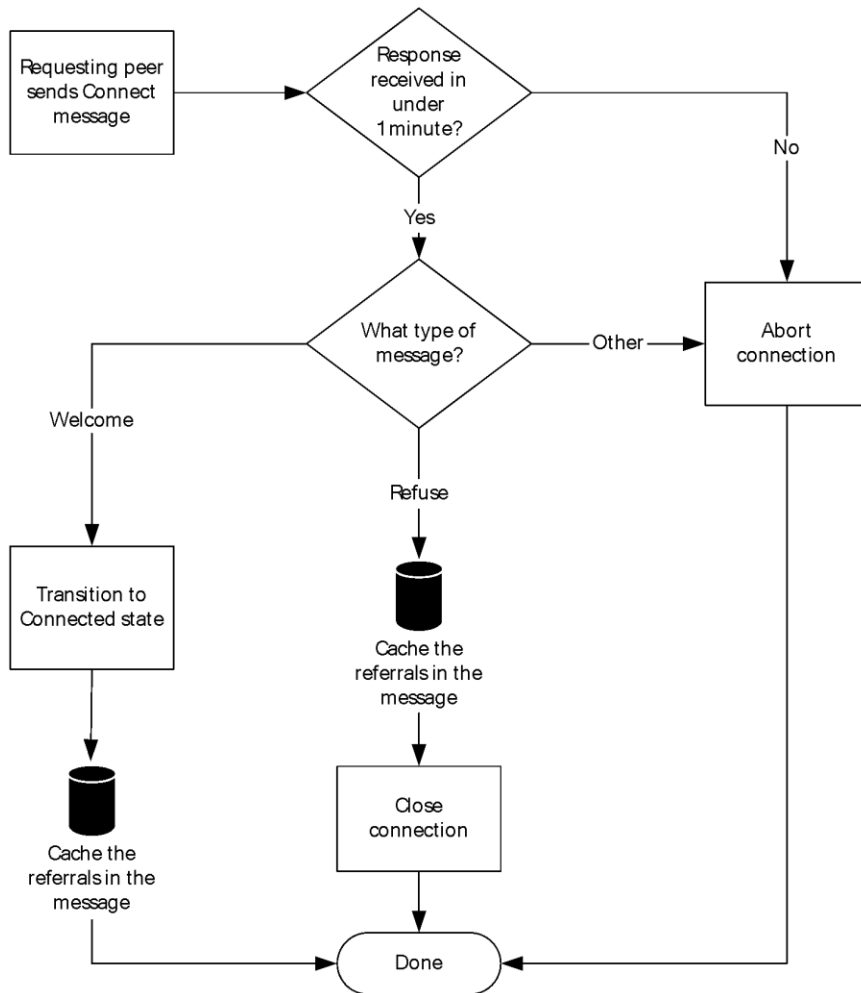 Requesting peer
sends Connect
message
Response
received in
under
1 minute?
No
Yes
What type of
message?
Other
Abort
connection
Welcome
Refuse
Transition to
Connected state
Cache the
referrals in the
message
Close
connection
Cache the
referrals in the
message
Done